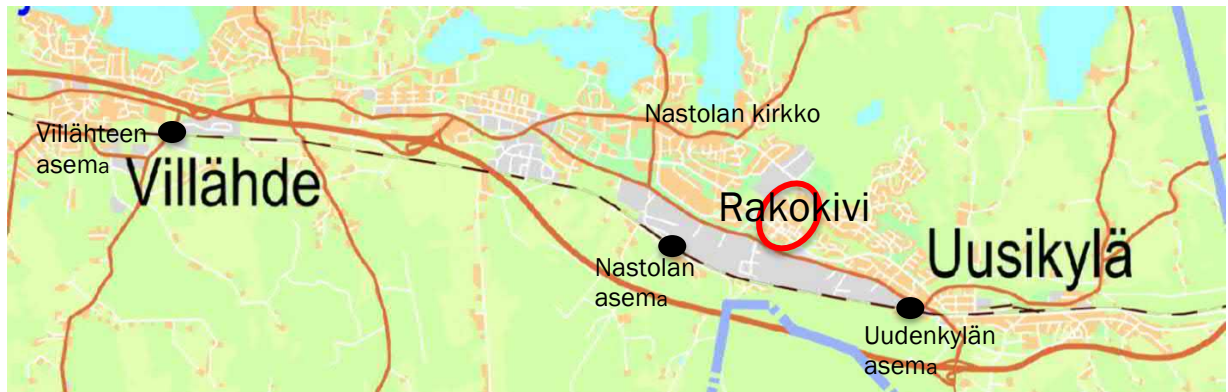 Nastolan kirkko
Villähteen
asema
Villähde
Rakokivi
Uusikylä
Nastolan
asema
Uudenkylän
asema